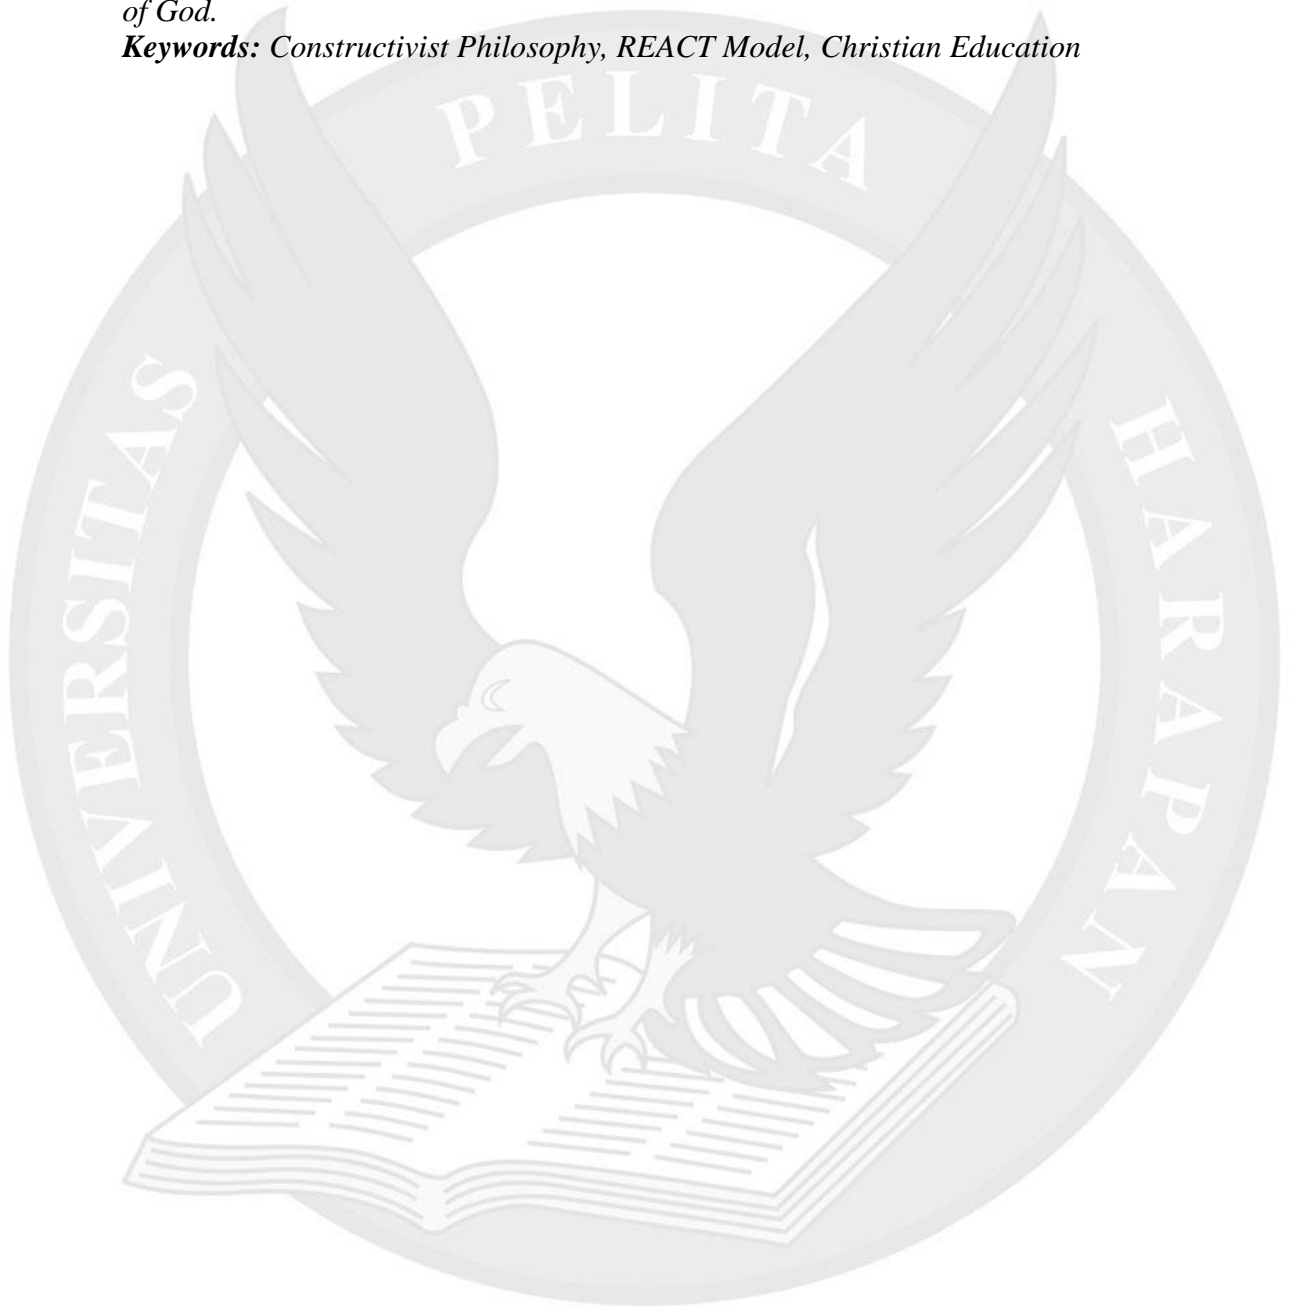 of God.
Keywords: Constructivist Philosophy, REACT Model, Christian Education
UNIVERSITAS PELITA HARAPAN